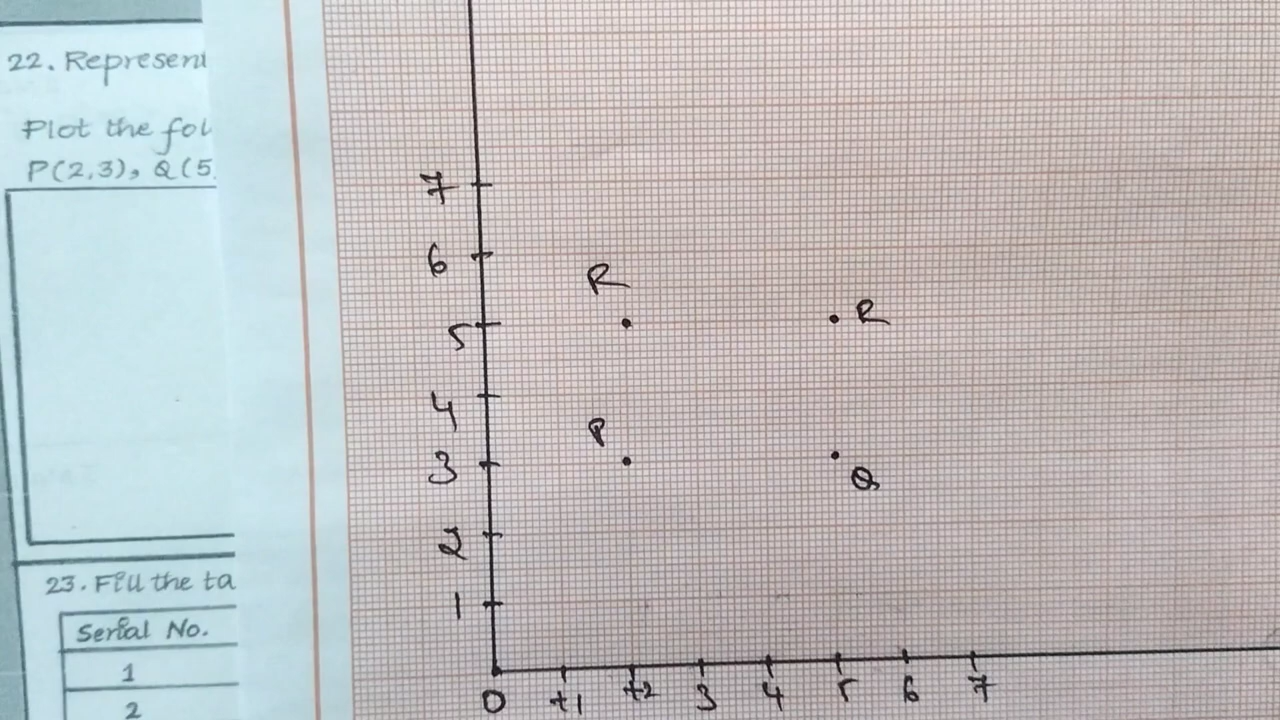 22. Represent
Plot the fol
P(2,3), Q(5,
23. Fill the ta
Serial No.
1
2
7
6
R
5
R
4
P
3
Q
2
1
0 +1 +2 3 4 5 6 7